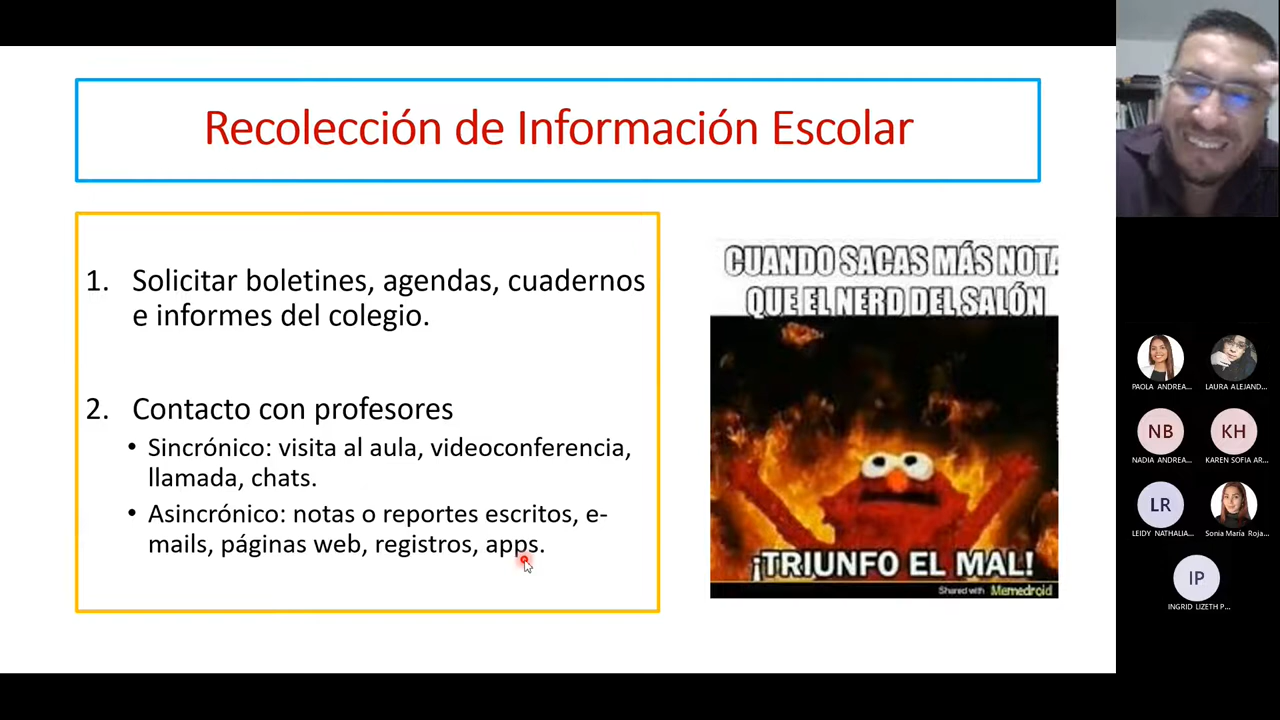 Recolección de Información Escolar
1. Solicitar boletines, agendas, cuadernos
e informes del colegio.
2. Contacto con profesores
• Sincrónico: visita al aula, videoconferencia,
llamada, chats.
• Asincrónico: notas o reportes escritos, e-
mails, páginas web, registros, apps.
CUANDO SACAS MÁS NOTA
QUE EL NERD DEL SALÓN
¡TRIUNFO EL MAL!
Shared with Memedroid
PAOLA ANDREA...
LAURA ALEJAND...
NB
KH
NADIA ANDREA...
KAREN SOFIA AR...
LR
LEIDY NATHALIA...
Sonia María Roja...
IP
INGRID LIZETH P...